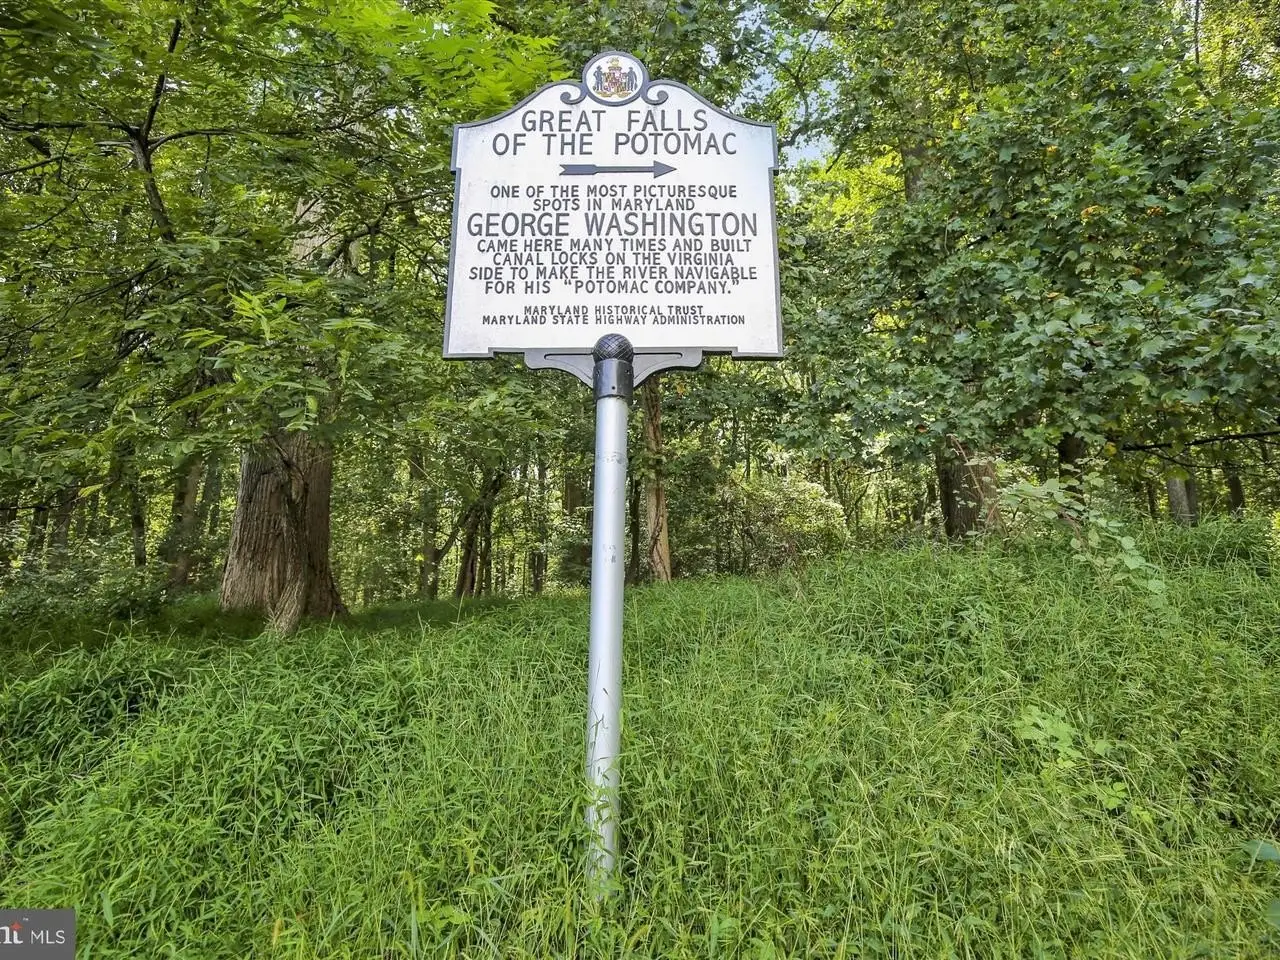 GREAT FALLS
OF THE POTOMAC
ONE OF THE MOST PICTURESQUE
SPOTS IN MARYLAND
GEORGE WASHINGTON
CAME HERE MANY TIMES AND BUILT
CANAL LOCKS ON THE VIRGINIA
SIDE TO MAKE THE RIVER NAVIGABLE
FOR HIS "POTOMAC COMPANY."
MARYLAND HISTORICAL TRUST
MARYLAND STATE HIGHWAY ADMINISTRATION
MLS